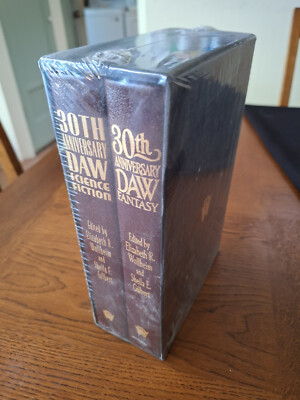 30TH
ANNIVERSARY
DAW
SCIENCE
FICTION
Edited by
Elizabeth R.
Wollheim
and
Sheila E.
Gilbert
30th
ANNIVERSARY
DAW
FANTASY
Edited by
Elizabeth R.
Wollheim
and
Sheila E.
Gilbert